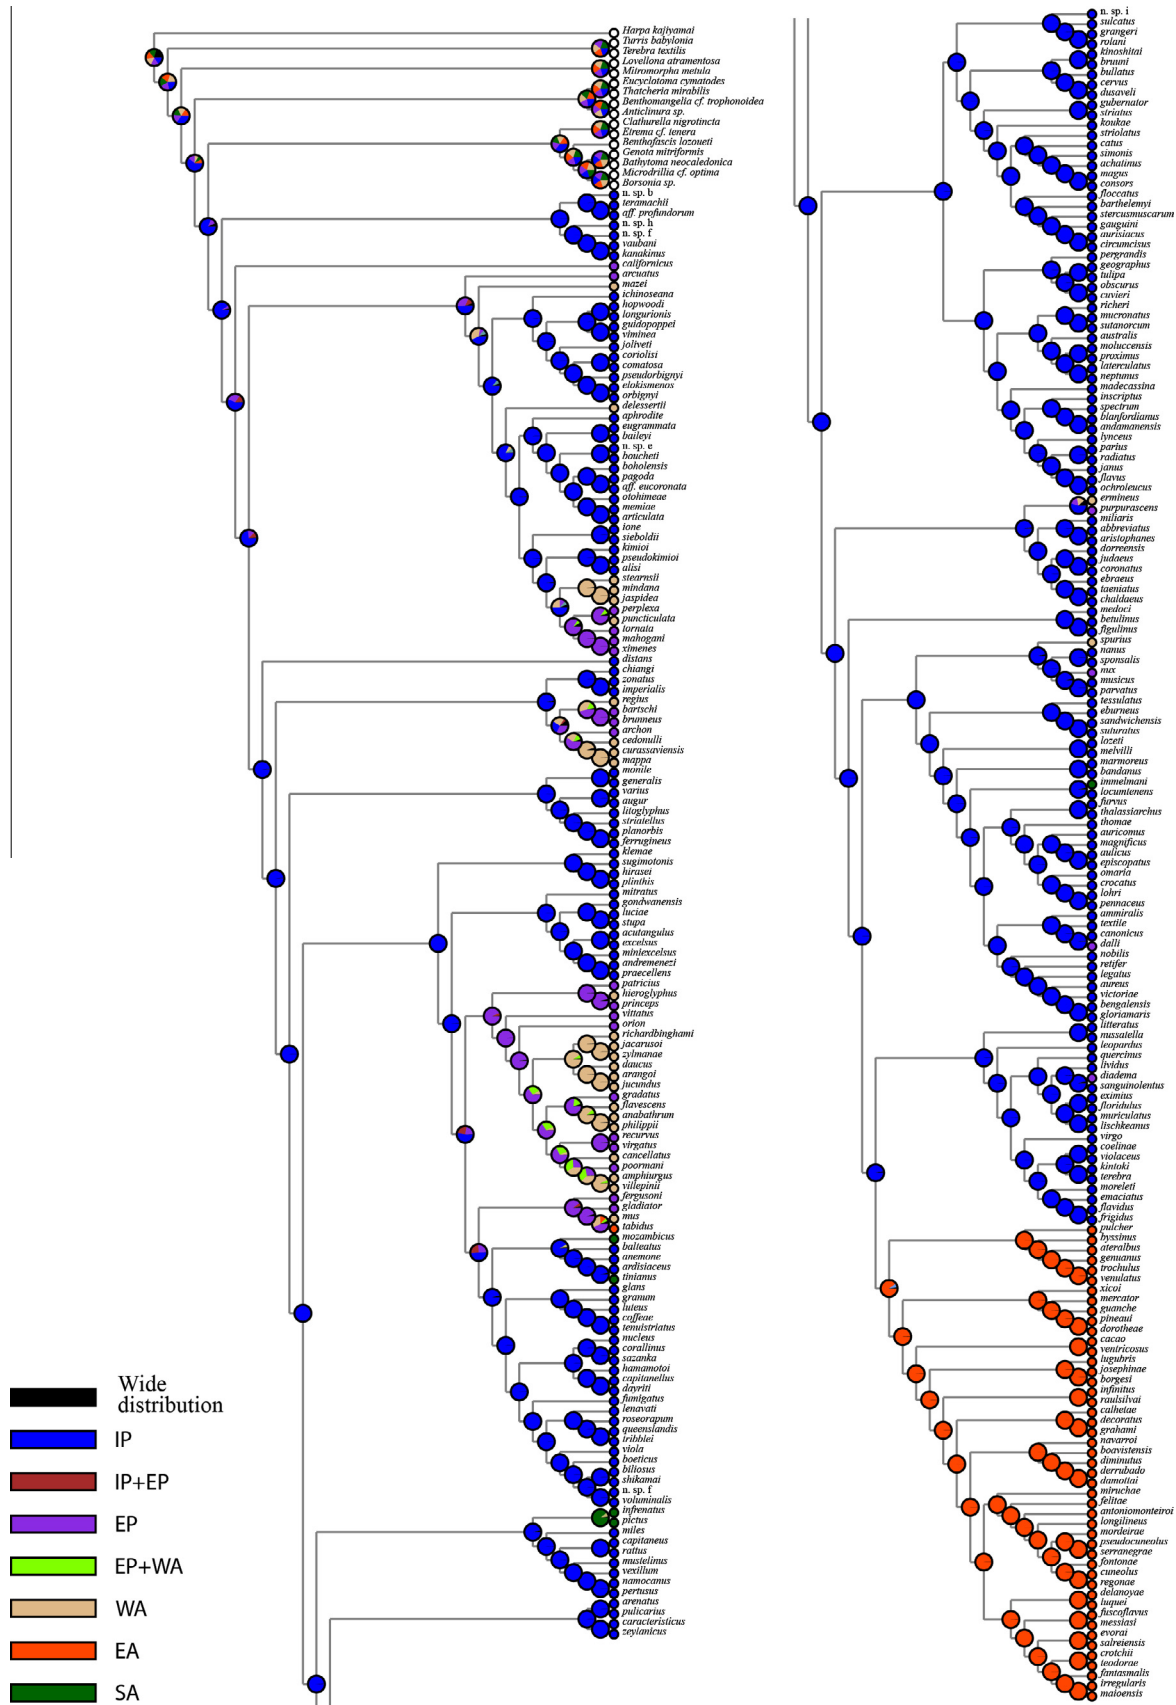 Harpa kajiyamai
Turris babylonia
Terebra textilis
Lovellona atramentosa
Mitromorpha metula
Eucyclotoma cymatodes
Thatcheria mirabilis
Benthomangelia cf. trophonoidea
Anticlinura sp.
Clathurella nigrotincta
Etrema cf. tenera
Benthofascis lozoueti
Genota mitriformis
Bathytoma neocaledonica
Microdrillia cf. optima
Borsonia sp.
n. sp. b
teramachii
aff. profundorum
n. sp. h
n. sp. f
vaubani
kanakinus
californicus
arcuatus
mazei
ichinoseana
hopwoodi
longurionis
guidopoppei
vimineus
joliveti
coriolisi
comatosa
pseudorbignyi
elokismenos
orbignyi
delessertii
aphrodite
eugrammata
baileyi
n. sp. e
boucheti
boholensis
pagoda
aff. eucoronata
otohimeae
memiae
articulata
ione
sieboldii
kimioi
pseudokimioi
alisi
stearnsii
mindana
jaspidea
perplexa
puncticulata
tornata
mahogani
ximenes
distans
chiangi
zonatus
imperialis
regius
bartschi
brunneus
archon
cedonulli
curassaviensis
mappa
monile
generalis
varius
augur
litoglyphus
striatellus
planorbis
ferrugineus
klemae
sugimotonis
hirasei
plinthis
mitratus
gondwanensis
luciae
stupa
acutangulus
excelsus
miniexcelsus
andremenezi
praecellens
patricius
hieroglyphus
princeps
vittatus
orion
richardbinghami
jacarusoi
zylmanae
daucus
arangoi
jucundus
gradatus
flavescens
anabathrum
philippii
recurvus
virgatus
cancellatus
poormani
amphiurgus
villepinii
fergusoni
gladiator
mus
tabidus
mozambicus
balteatus
anemone
ardisiaceus
tinianus
glans
granum
luteus
coffeae
tenuistriatus
nucleus
corallinus
sazanka
hamamotoi
capitanellus
dayriti
fumigatus
lenavati
roseorapum
queenslandis
tribblei
viola
boeticus
biliosus
shikamai
n. sp. f
voluminalis
infrenatus
pictus
miles
capitaneus
rattus
mustelinus
vexillum
namocanus
pertusus
arenatus
pulicarius
caracteristicus
zeylanicus
Wide
distribution
IP
IP+EP
EP
EP+WA
WA
EA
SA
n. sp. i
sulcatus
grangeri
rolani
kinoshitai
bruuni
bullatus
cervus
dusaveli
gubernator
striatus
koukae
striolatus
catus
simonis
achatinus
magus
consors
floccatus
barthelemyi
stercusmuscarum
gauguini
aurisiacus
circumcisus
pergrandis
geographus
tulipa
obscurus
cuvieri
richeri
mucronatus
sutanorcum
australis
moluccensis
proximus
laterculatus
neptunus
madecassina
inscriptus
spectrum
blanfordianus
andamanensis
lynceus
parius
radiatus
janus
flavus
ochroleucus
ermineus
purpurascens
miliaris
abbreviatus
aristophanes
dorreensis
judaeus
coronatus
ebraeus
taeniatus
chaldaeus
medoci
betulinus
figulinus
spurius
nanus
sponsalis
nux
musicus
parvatus
tessulatus
eburneus
sandwichensis
suturatus
lozeti
melvilli
marmoreus
bandanus
immelmani
locumtenens
furvus
thalassiarchus
thomae
auricomus
magnificus
aulicus
episcopatus
omaria
crocatus
lohri
pennaceus
ammiralis
textile
canonicus
dalli
nobilis
retifer
legatus
aureus
victoriae
bengalensis
gloriamaris
litteratus
nussatella
leopardus
quercinus
lividus
diadema
sanguinolentus
eximius
floridulus
muriculatus
lischkeanus
virgo
coelinae
violaceus
kintoki
terebra
moreleti
emaciatus
flavidus
frigidus
pulcher
byssinus
ateralbus
genuanus
trochulus
venulatus
xicoi
mercator
guanche
pineaui
dorotheae
cacao
ventricosus
lugubris
josephinae
borgesi
infinitus
raulsilvai
calhetae
decoratus
grahami
navarroi
boavistensis
diminutus
derrubado
damottai
miruchae
felitae
antoniomonteiroi
longilineus
mordeirae
pseudocuneolus
serranegrae
fontonae
cuneolus
regonae
delanoyae
luquei
fuscoflavus
messiasi
evorai
salreiensis
crotchii
teodorae
fantasmalis
irregularis
maioensis